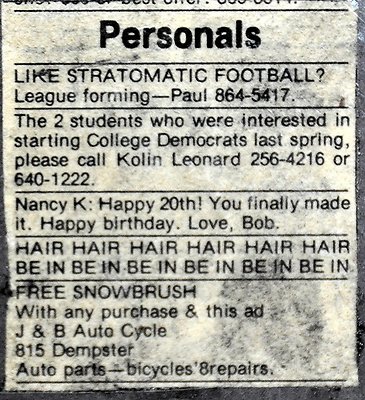 Personals
LIKE STRATOMATIC FOOTBALL?
League forming—Paul 864-5417.
The 2 students who were interested in
starting College Democrats last spring,
please call Kolin Leonard 256-4216 or
640-1222.
Nancy K: Happy 20th! You finally made
it. Happy birthday. Love, Bob.
HAIR HAIR HAIR HAIR HAIR HAIR
BE IN BE IN BE IN BE IN BE IN BE IN
FREE SNOWBRUSH
With any purchase & this ad
J & B Auto Cycle
815 Dempster
Auto parts—bicycles'8repairs.